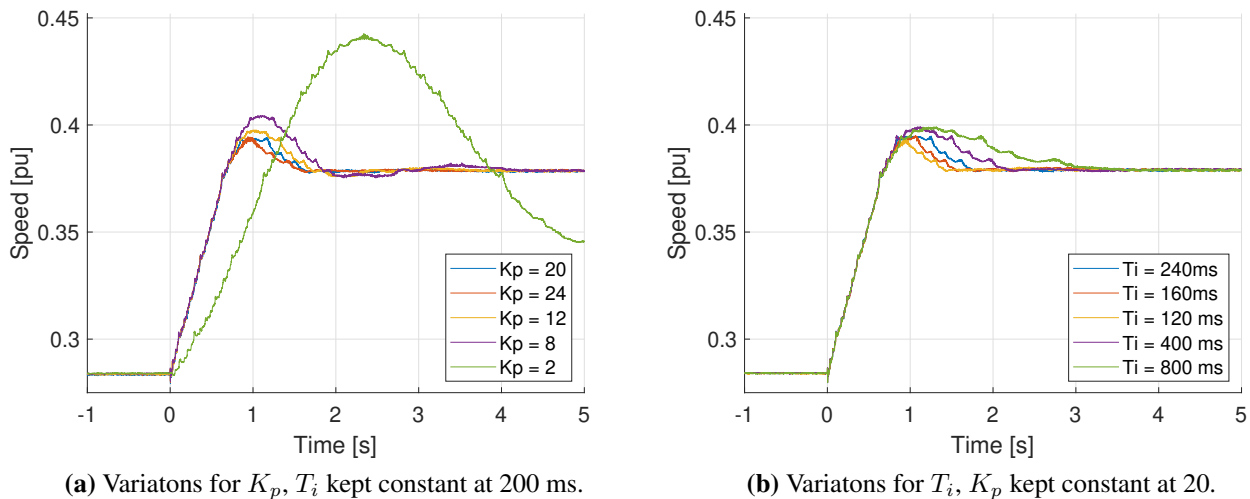 0.45
0.4
0.35
0.3
Speed [pu]
-1 0 1 2 3 4 5
Time [s]
Kp = 20
Kp = 24
Kp = 12
Kp = 8
Kp = 2
(a) Variatons for Kp, Ti kept constant at 200 ms.
0.45
0.4
0.35
0.3
Speed [pu]
-1 0 1 2 3 4 5
Time [s]
Ti = 240ms
Ti = 160ms
Ti = 120 ms
Ti = 400 ms
Ti = 800 ms
(b) Variatons for Ti, Kp kept constant at 20.